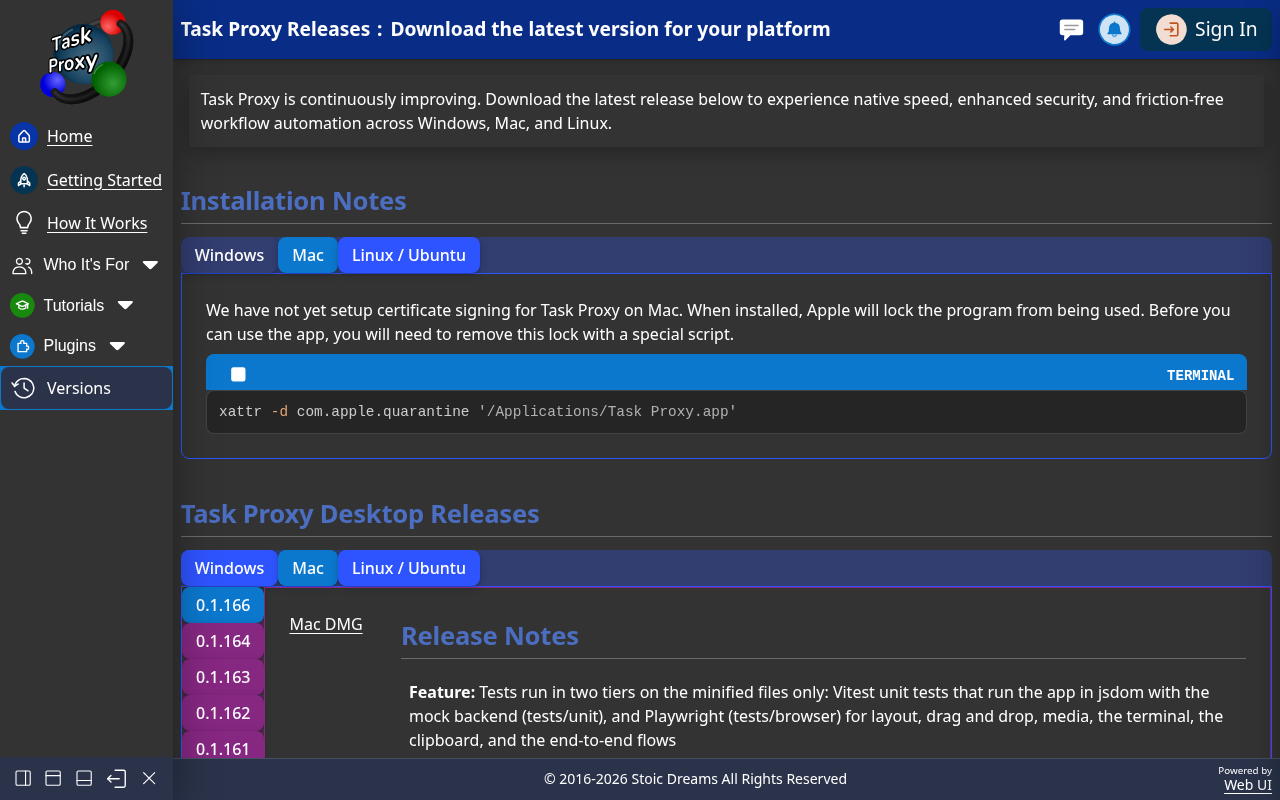 Task Proxy
Home
Getting Started
How It Works
Who It's For
Tutorials
Plugins
Versions
Task Proxy Releases : Download the latest version for your platform
Sign In
Task Proxy is continuously improving. Download the latest release below to experience native speed, enhanced security, and friction-free
workflow automation across Windows, Mac, and Linux.
Installation Notes
Windows
Mac
Linux / Ubuntu
We have not yet setup certificate signing for Task Proxy on Mac. When installed, Apple will lock the program from being used. Before you
can use the app, you will need to remove this lock with a special script.
TERMINAL
xattr -d com.apple.quarantine '/Applications/Task Proxy.app'
Task Proxy Desktop Releases
Windows
Mac
Linux / Ubuntu
0.1.166
0.1.164
0.1.163
0.1.162
0.1.161
Mac DMG
Release Notes
Feature: Tests run in two tiers on the minified files only: Vitest unit tests that run the app in jsdom with the
mock backend (tests/unit), and Playwright (tests/browser) for layout, drag and drop, media, the terminal, the
clipboard, and the end-to-end flows
© 2016-2026 Stoic Dreams All Rights Reserved
Powered by
Web UI